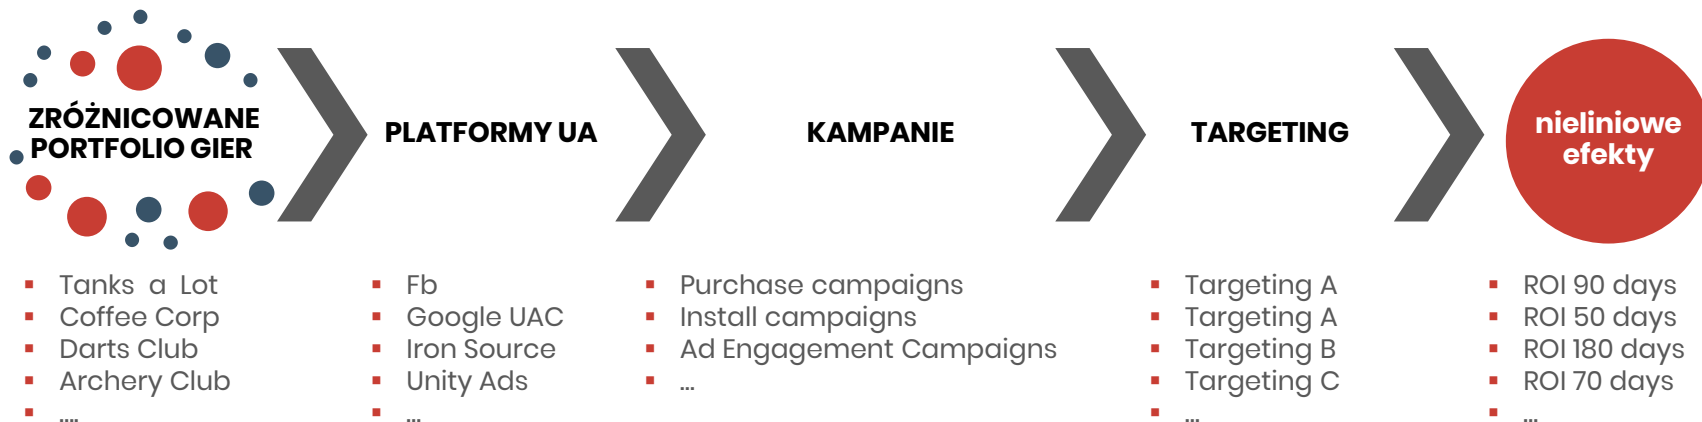 ZRÓŻNICOWANE
PORTFOLIO GIER
PLATFORMY UA
KAMPANIE
TARGETING
nieliniowe
efekty
▪ Tanks a Lot
▪ Coffee Corp
▪ Darts Club
▪ Archery Club
▪ ....
▪ Fb
▪ Google UAC
▪ Iron Source
▪ Unity Ads
▪ ...
▪ Purchase campaigns
▪ Install campaigns
▪ Ad Engagement Campaigns
▪ ...
▪ Targeting A
▪ Targeting A
▪ Targeting B
▪ Targeting C
▪ ...
▪ ROI 90 days
▪ ROI 50 days
▪ ROI 180 days
▪ ROI 70 days
▪ ...